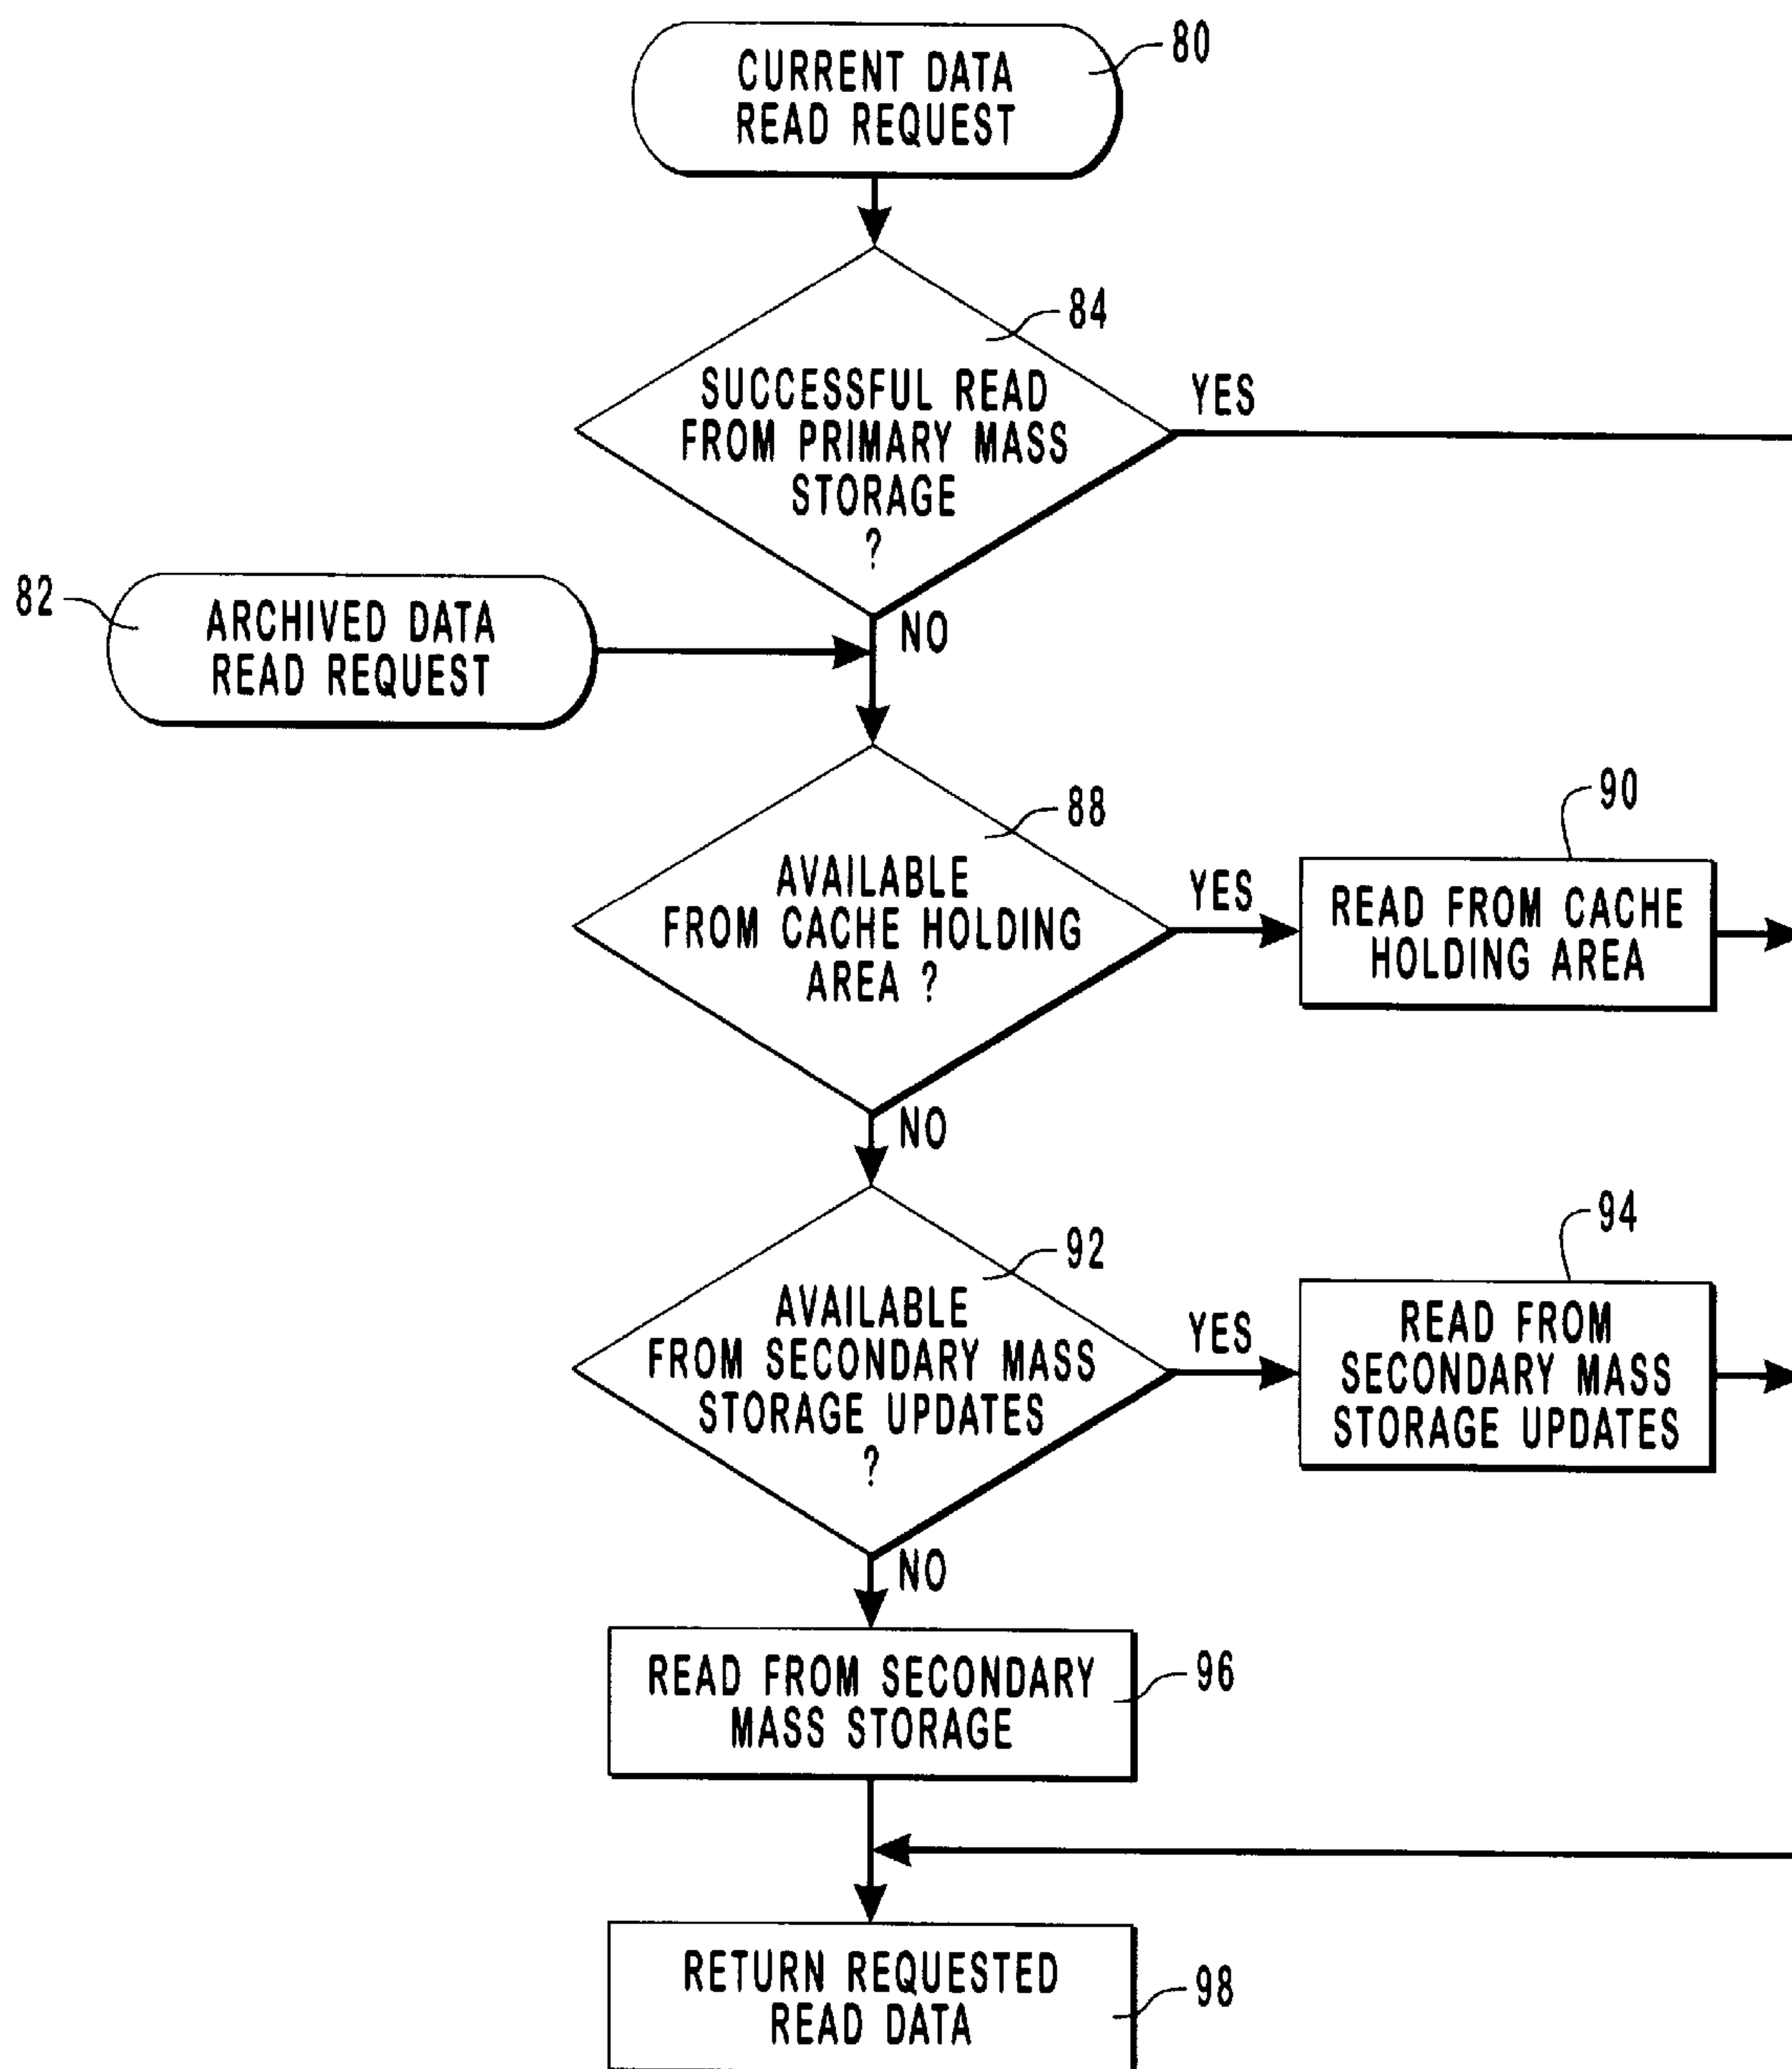 CURRENT DATA
READ REQUEST
80
84
SUCCESSFUL READ
FROM PRIMARY MASS
STORAGE
?
YES
NO
82
ARCHIVED DATA
READ REQUEST
88
AVAILABLE
FROM CACHE HOLDING
AREA ?
YES
90
READ FROM CACHE
HOLDING AREA
NO
92
AVAILABLE
FROM SECONDARY MASS
STORAGE UPDATES
?
YES
94
READ FROM
SECONDARY MASS
STORAGE UPDATES
NO
READ FROM SECONDARY
MASS STORAGE
96
RETURN REQUESTED
READ DATA
98